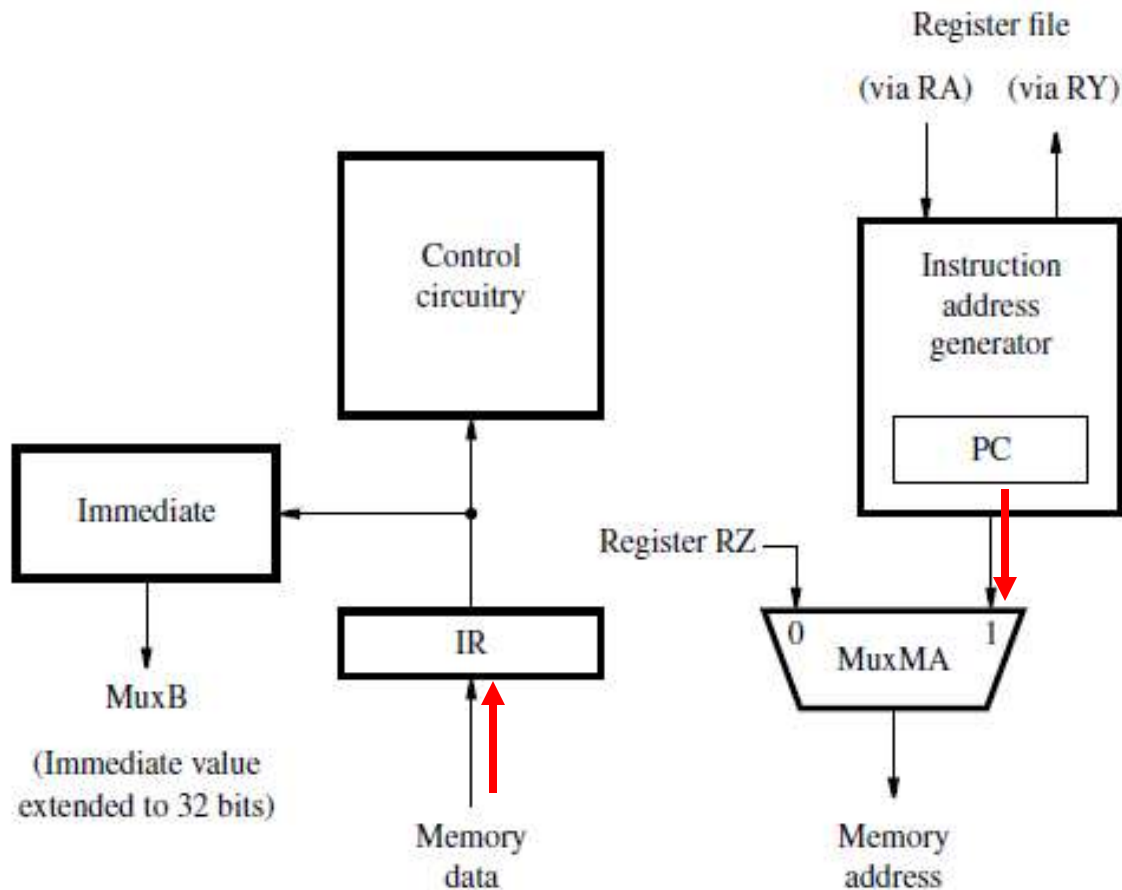 Register file
(via RA) (via RY)
Control
circuitry
Instruction
address
generator
PC
Immediate
Register RZ
0 1
IR
MuxMA
MuxB
(Immediate value
extended to 32 bits)
Memory
data
Memory
address